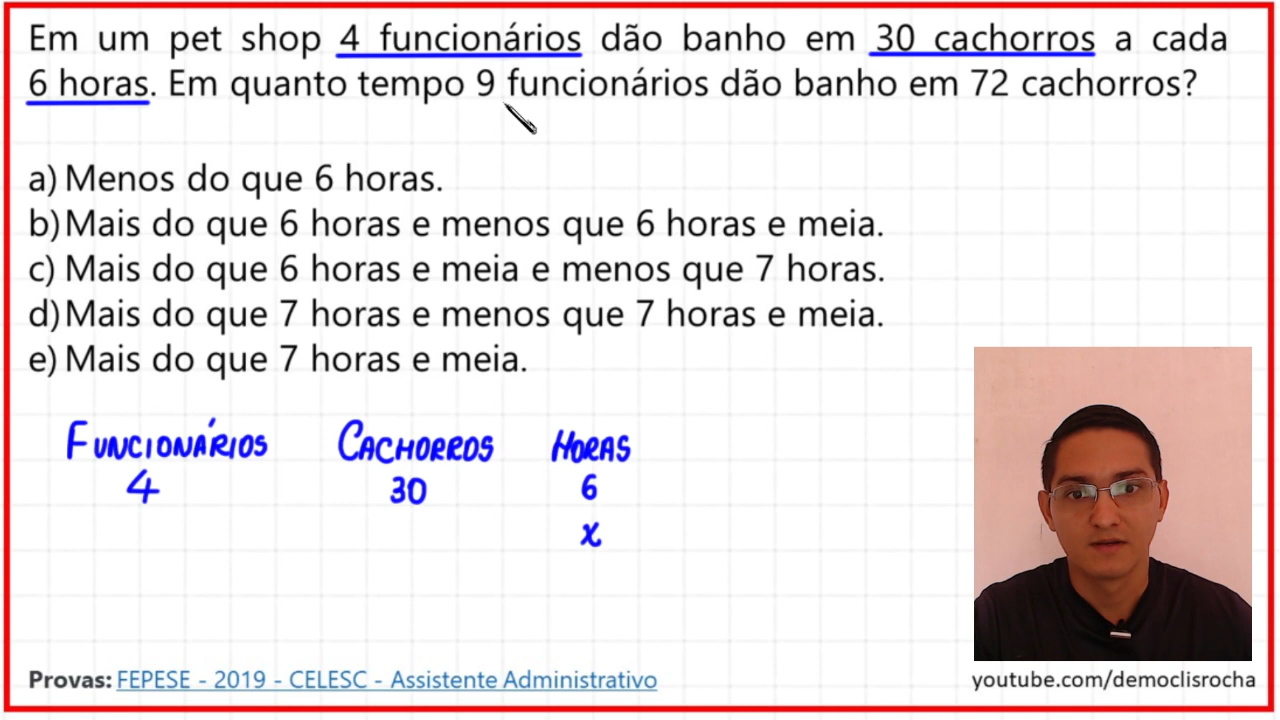 Em um pet shop 4 funcionários dão banho em 30 cachorros a cada
6 horas. Em quanto tempo 9 funcionários dão banho em 72 cachorros?
a) Menos do que 6 horas.
b) Mais do que 6 horas e menos que 6 horas e meia.
c) Mais do que 6 horas e meia e menos que 7 horas.
d) Mais do que 7 horas e menos que 7 horas e meia.
e) Mais do que 7 horas e meia.
FUNCIONÁRIOS CACHORROS HORAS
4 30 6
x
Provas: FEPESE - 2019 - CELESC - Assistente Administrativo
youtube.com/democlisrocha